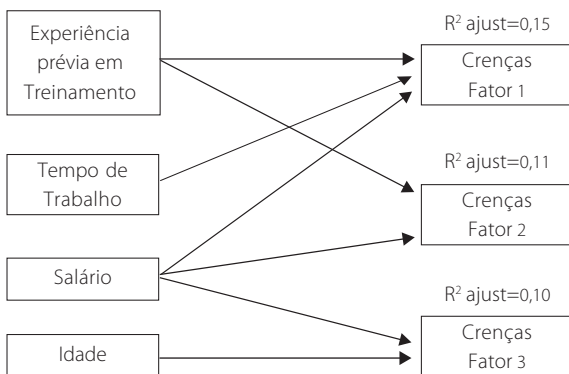 Experiência
prévia em
Treinamento
Tempo de
Trabalho
Salário
Idade
R² ajust=0,15
Crenças
Fator 1
R² ajust=0,11
Crenças
Fator 2
R² ajust=0,10
Crenças
Fator 3